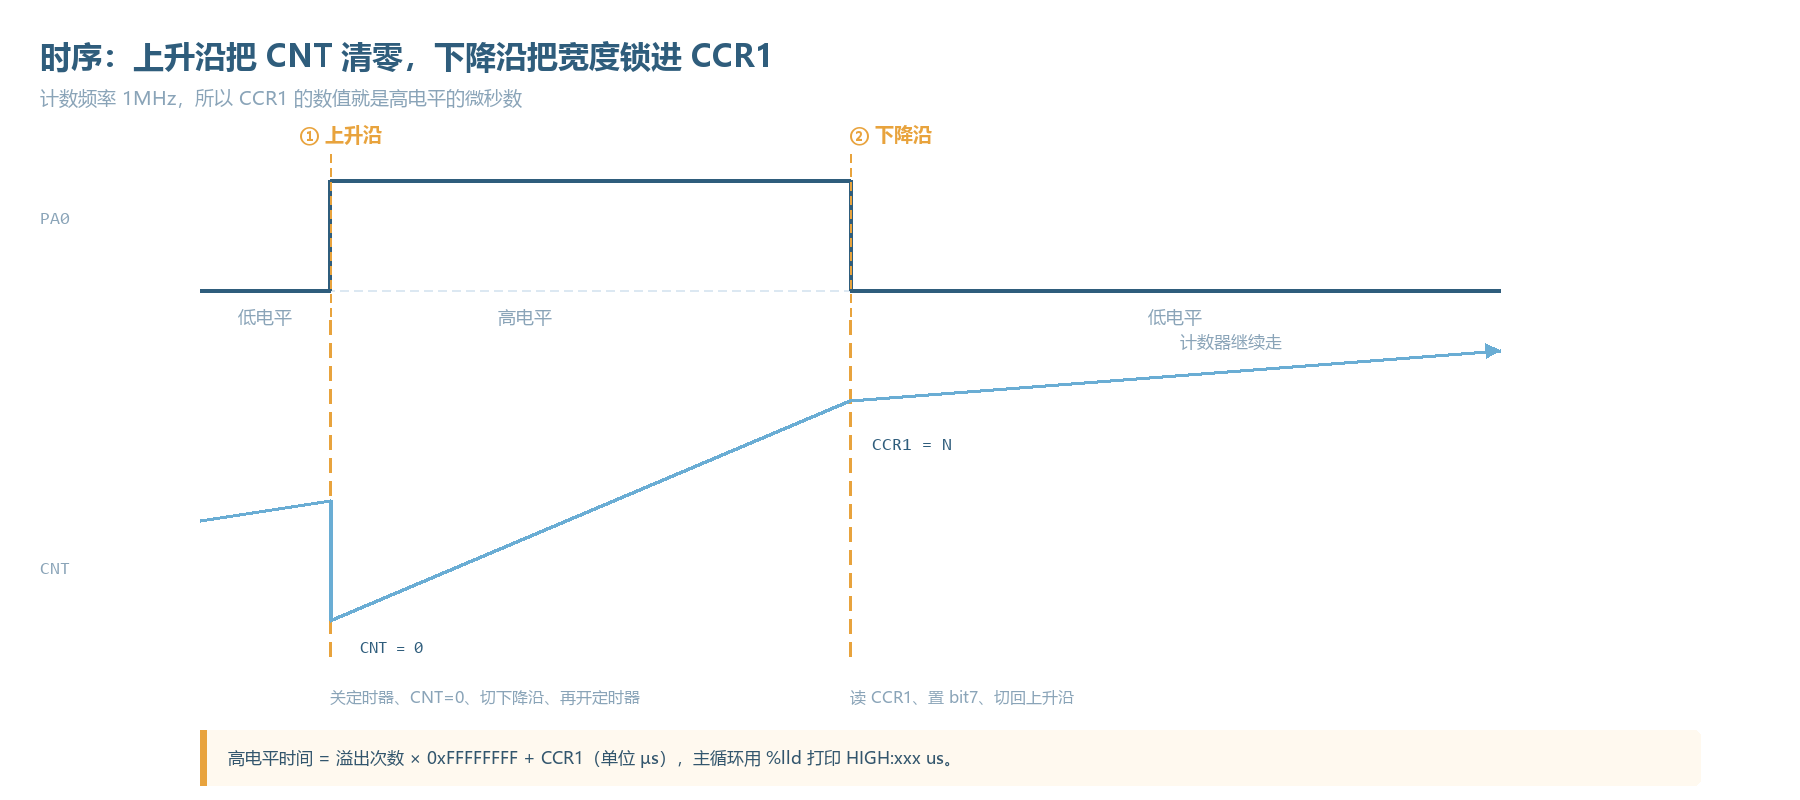 时序：上升沿把 CNT 清零，下降沿把宽度锁进 CCR1
计数频率 1MHz，所以 CCR1 的数值就是高电平的微秒数
① 上升沿
② 下降沿
PA0
低电平
高电平
低电平
计数器继续走
CCR1 = N
CNT
CNT = 0
关定时器、CNT=0、切下降沿、再开定时器
读 CCR1、置 bit7、切回上升沿
高电平时间 = 溢出次数 × 0xFFFFFFFF + CCR1（单位 μs），主循环用 %lld 打印 HIGH:xxx us。